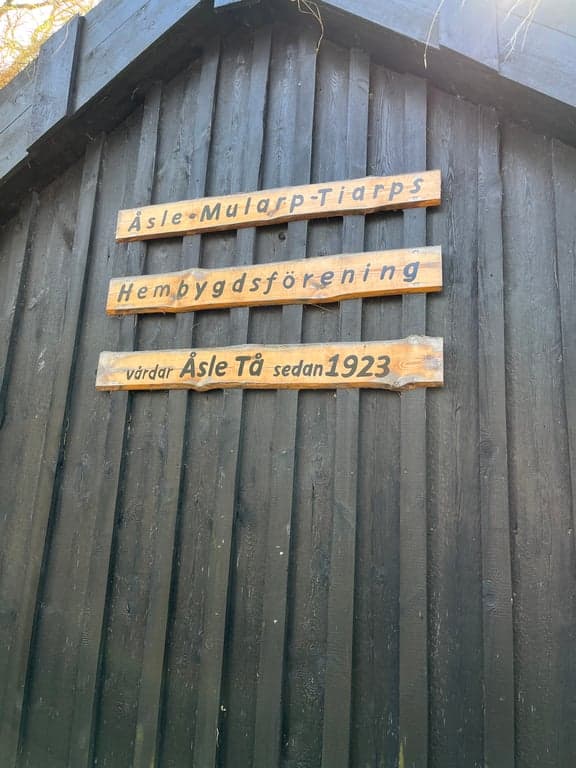 Åsle-Mularp-Tiarps
Hembygdsförening
vårdar Åsle Tå sedan 1923